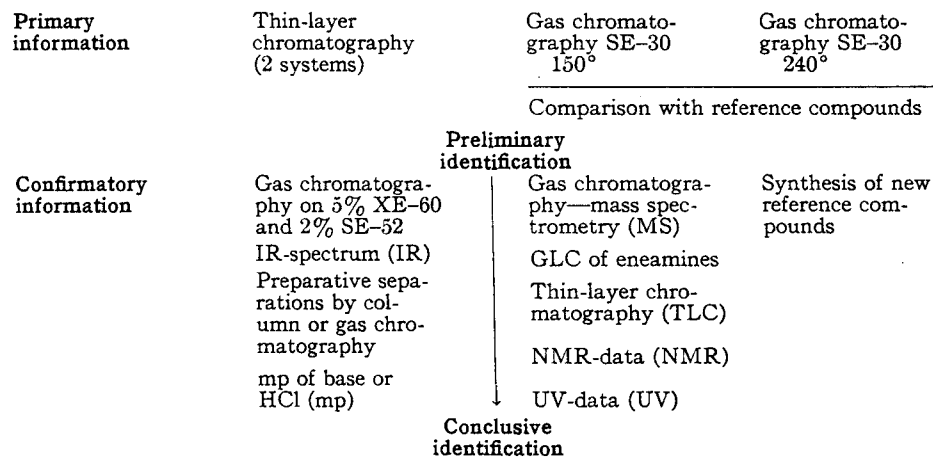 Primary
information
Thin-layer
chromatography
(2 systems)
Gas chromato-
graphy SE–30
150°
Gas chromato-
graphy SE–30
240°
Comparison with reference compounds
Preliminary
identification
Confirmatory
information
Gas chromatogra-
phy on 5% XE–60
and 2% SE–52
IR-spectrum (IR)
Preparative sepa-
rations by col-
umn or gas chro-
matography
mp of base or
HCl (mp)
Gas chromatogra-
phy—mass spec-
trometry (MS)
GLC of eneamines
Thin-layer chro-
matography (TLC)
NMR-data (NMR)
UV-data (UV)
Synthesis of new
reference com-
pounds
Conclusive
identification